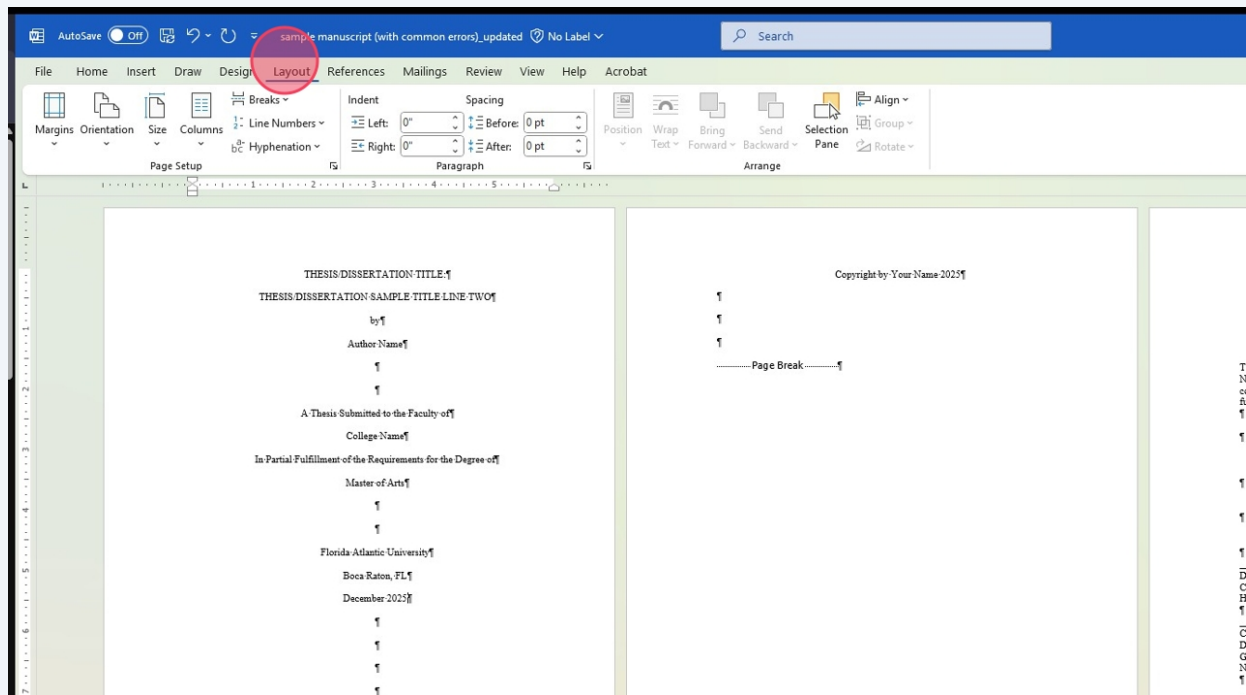 AutoSave Off sample manuscript (with common errors)_updated No Label Search
File Home Insert Draw Design Layout References Mailings Review View Help Acrobat
Margins Orientation Size Columns
Breaks
Line Numbers
Hyphenation
Page Setup
Indent Spacing
Left: 0" Before: 0 pt
Right: 0" After: 0 pt
Paragraph
Position Wrap Text Bring Forward Send Backward Selection Pane
Align
Group
Rotate
Arrange
1 2 3 4 5
THESIS/DISSERTATION·TITLE:¶
THESIS/DISSERTATION·SAMPLE·TITLE·LINE·TWO¶
by¶
Author·Name¶
¶
¶
A·Thesis·Submitted·to·the·Faculty·of¶
College·Name¶
In·Partial·Fulfillment·of·the·Requirements·for·the·Degree·of¶
Master·of·Arts¶
¶
¶
Florida·Atlantic·University¶
Boca·Raton,·FL¶
December·2025¶
¶
¶
¶
¶
Copyright·by·Your·Name·2025¶
¶
¶
¶
Page Break¶